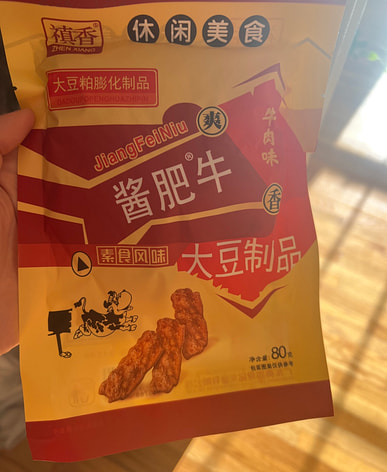 禛香
ZHEN XIANG
休闲美食
大豆粕膨化制品
DADOUPOPENGHUAZHIPIN
爽
牛肉味
JiangFeiNiu
酱肥牛®
香
素食风味
大豆制品
净含量80克